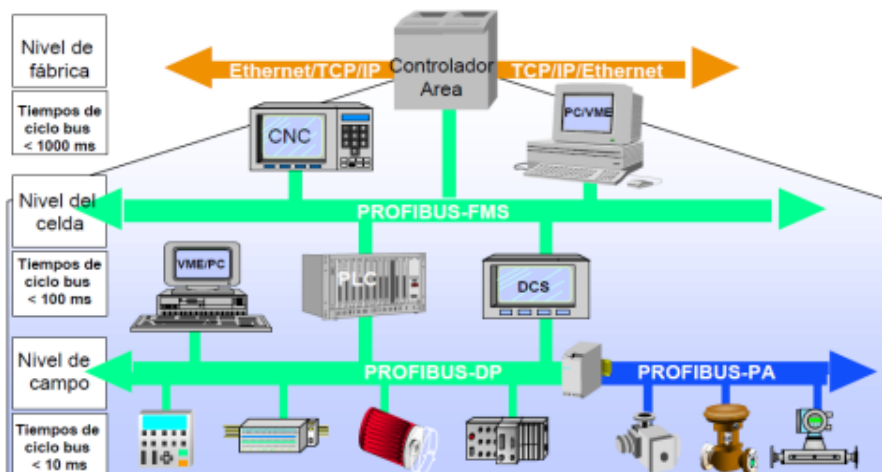 Nivel de
fábrica
Ethernet/TCP/IP
Controlador
Area
TCP/IP/Ethernet
Tiempos de
ciclo bus
< 1000 ms
CNC
PC/VME
Nivel del
celda
PROFIBUS-FMS
Tiempos de
ciclo bus
< 100 ms
VME/PC
PLC
DCS
Nivel de
campo
PROFIBUS-DP
PROFIBUS-PA
Tiempos de
ciclo bus
< 10 ms